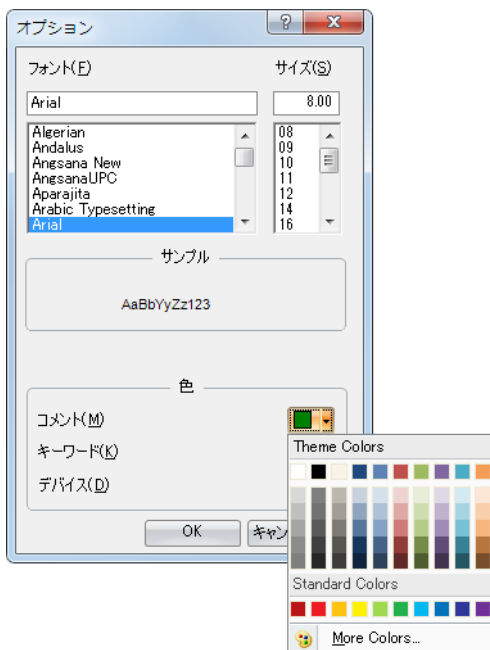 オプション
フォント(F)
サイズ(S)
Arial
8.00
Algerian
Andalus
Angsana New
AngsanaUPC
Aparajita
Arabic Typesetting
Arial
08
09
10
11
12
14
16
サンプル
AaBbYyZz123
色
コメント(M)
キーワード(K)
デバイス(D)
OK
キャン
Theme Colors
Standard Colors
More Colors...